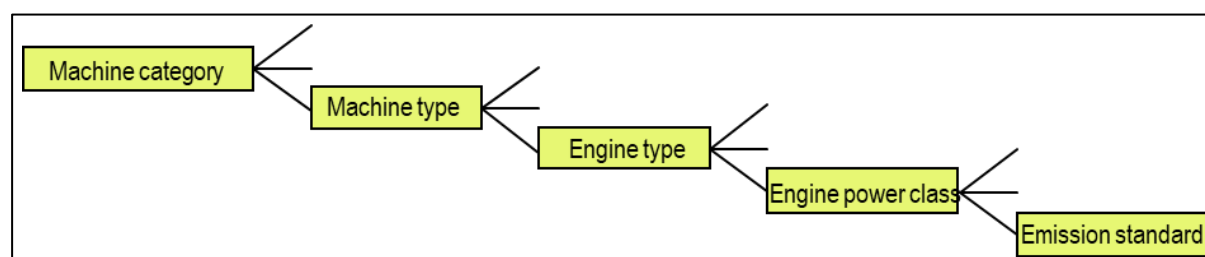 Machine category
Machine type
Engine type
Engine power class
Emission standard